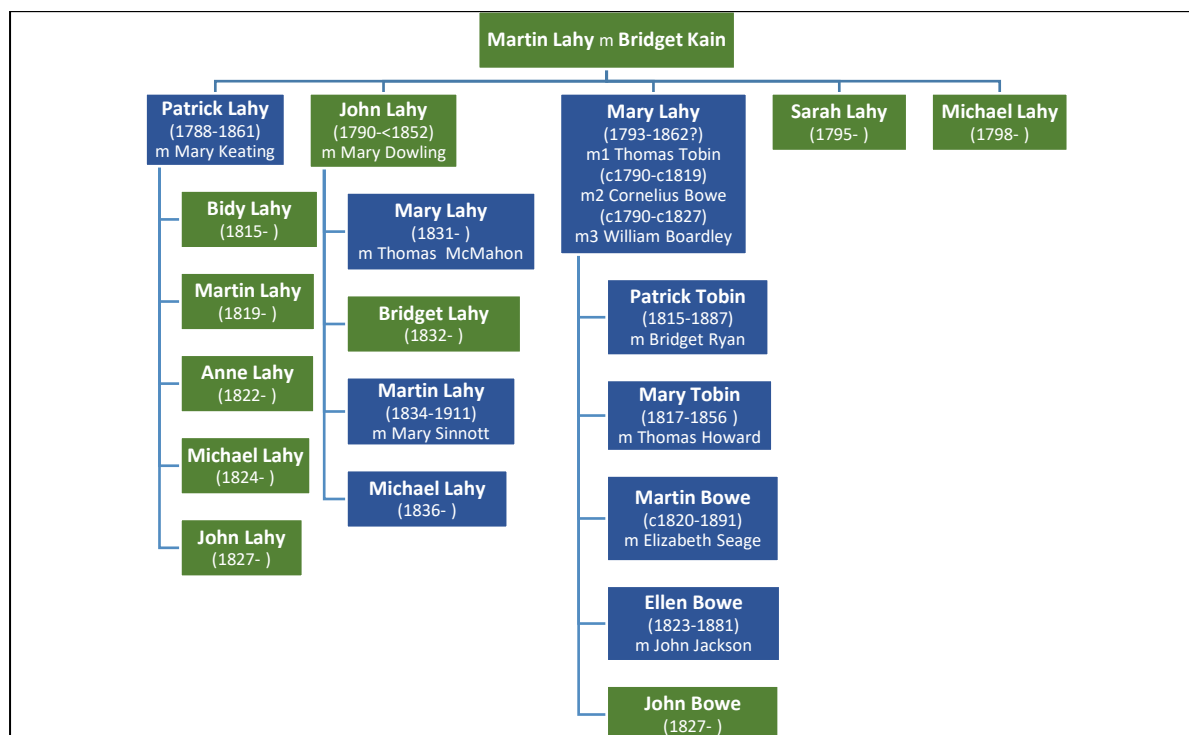 Martin Lahy m Bridget Kain
Patrick Lahy
(1788-1861)
m Mary Keating
John Lahy
(1790-<1852)
m Mary Dowling
Mary Lahy
(1793-1862?)
m1 Thomas Tobin
(c1790-c1819)
m2 Cornelius Bowe
(c1790-c1827)
m3 William Boardley
Sarah Lahy
(1795- )
Michael Lahy
(1798- )
Bidy Lahy
(1815- )
Martin Lahy
(1819- )
Anne Lahy
(1822- )
Michael Lahy
(1824- )
John Lahy
(1827- )
Mary Lahy
(1831- )
m Thomas  McMahon
Bridget Lahy
(1832- )
Martin Lahy
(1834-1911)
m Mary Sinnott
Michael Lahy
(1836- )
Patrick Tobin
(1815-1887)
m Bridget Ryan
Mary Tobin
(1817-1856 )
m Thomas Howard
Martin Bowe
(c1820-1891)
m Elizabeth Seage
Ellen Bowe
(1823-1881)
m John Jackson
John Bowe
(1827- )